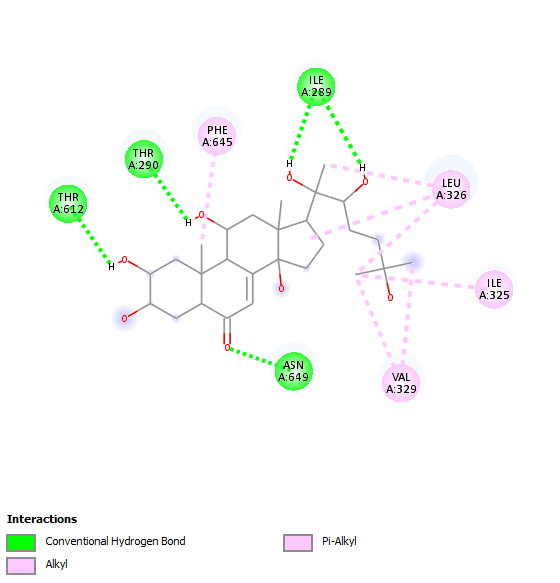 ILE
A:289
PHE
A:645
THR
A:290
H
H
O
O
LEU
A:326
THR
A:612
H
O
H
O
O
O
ILE
A:325
O
O
O
ASN
A:649
VAL
A:329
Interactions
Conventional Hydrogen Bond
Pi-Alkyl
Alkyl